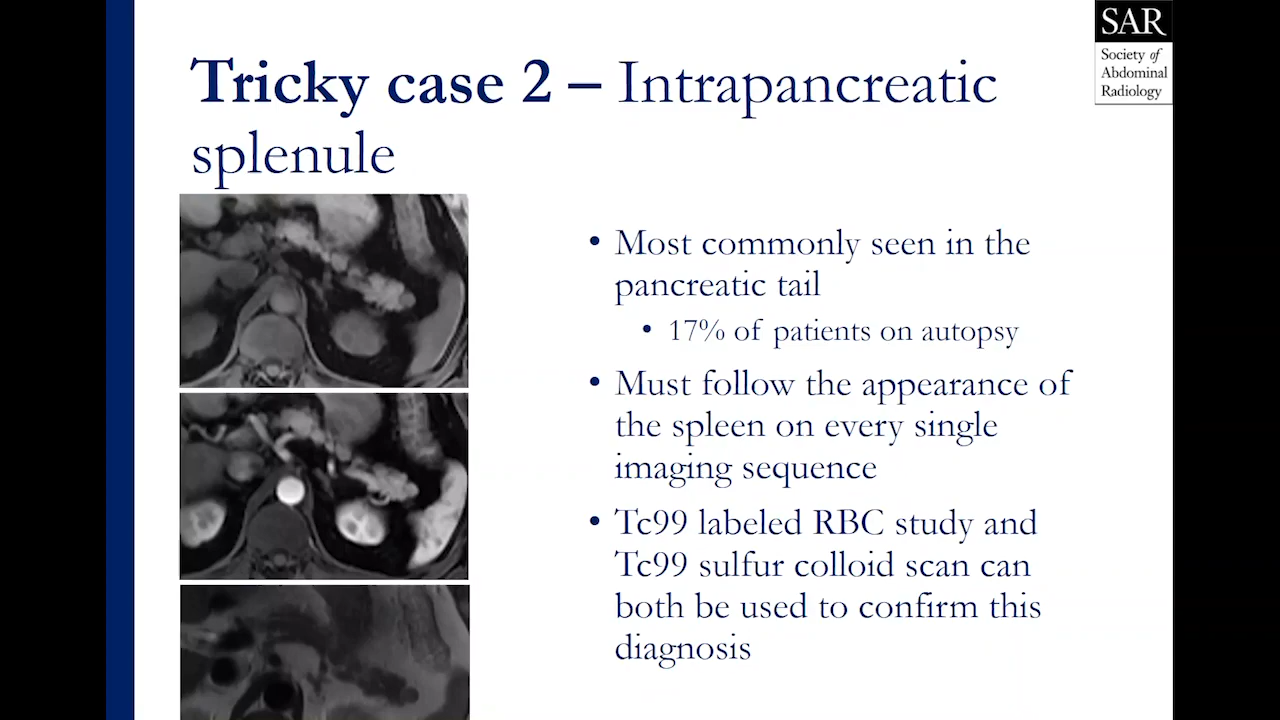 SAR
Society of
Abdominal
Radiology
Tricky case 2 – Intrapancreatic
splenule
• Most commonly seen in the
pancreatic tail
• 17% of patients on autopsy
• Must follow the appearance of
the spleen on every single
imaging sequence
• Tc99 labeled RBC study and
Tc99 sulfur colloid scan can
both be used to confirm this
diagnosis